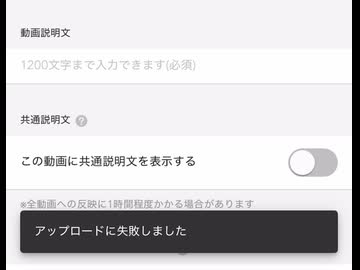 動画説明文
1200文字まで入力できます(必須)
共通説明文 ?
この動画に共通説明文を表示する
※全動画への反映に1時間程度かかる場合があります
アップロードに失敗しました